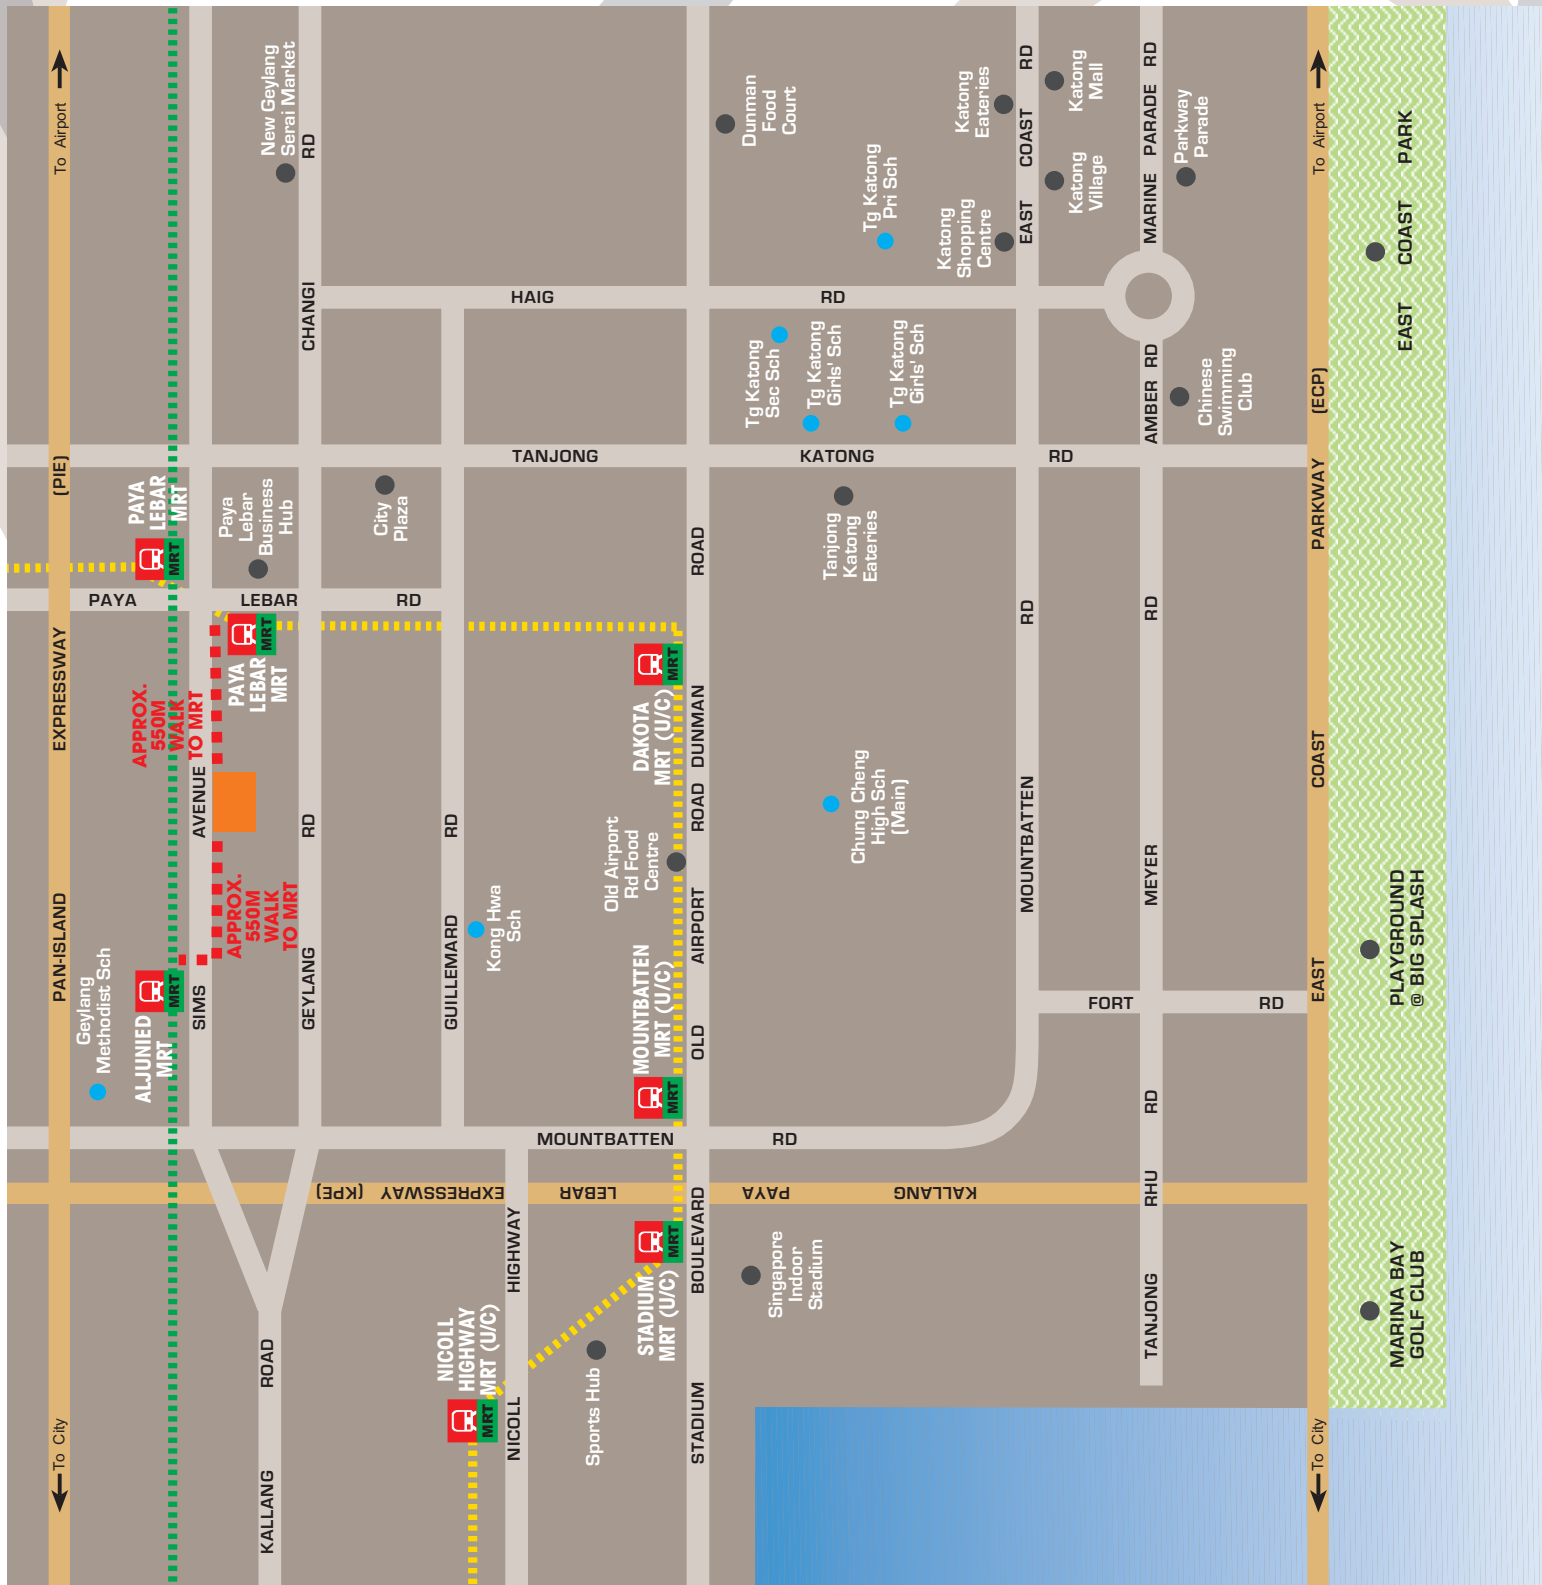 To Airport
(PIE)
EXPRESSWAY
PAN-ISLAND
To City
New Geylang
Serai Market
RD
CHANGI
PAYA
LEBAR
MRT
MRT
Paya
Lebar
Business
Hub
City
Plaza
PAYA
LEBAR
RD
MRT
PAYA
LEBAR
MRT
APPROX.
550M
WALK
TO MRT
AVENUE
SIMS
APPROX.
550M
WALK
TO MRT
RD
GEYLANG
RD
GUILLEMARD
Geylang
Methodist Sch
MRT
ALJUNIED
MRT
Kong Hwa
Sch
ROAD
KALLANG
HAIG
RD
TANJONG
KATONG
RD
Dunman
Food
Court
Tg Katong
Pri Sch
Tg Katong
Sec Sch
Tg Katong
Girls' Sch
Tg Katong
Girls' Sch
Katong
Eateries
Katong
Mall
Katong
Village
Katong
Shopping
Centre
RD
COAST
EAST
RD
PARADE
MARINE
Parkway
Parade
RD
AMBER
Chinese
Swimming
Club
ROAD
DUNMAN
Tanjong
Katong
Eateries
MRT
DAKOTA
MRT (U/C)
Old Airport
Rd Food
Centre
ROAD
AIRPORT
OLD
Chung Cheng
High Sch
(Main)
RD
MOUNTBATTEN
RD
MEYER
FORT
RD
MOUNTBATTEN
MRT (U/C)
MRT
MOUNTBATTEN
RD
KALLANG
PAYA
LEBAR
EXPRESSWAY
(KPE)
HIGHWAY
NICOLL
MRT
STADIUM
MRT (U/C)
NICOLL
HIGHWAY
MRT (U/C)
MRT
Sports Hub
BOULEVARD
STADIUM
Singapore
Indoor
Stadium
RD
RHU
TANJONG
To Airport
(ECP)
PARKWAY
COAST
EAST
To City
PARK
COAST
EAST
PLAYGROUND
@ BIG SPLASH
MARINA BAY
GOLF CLUB